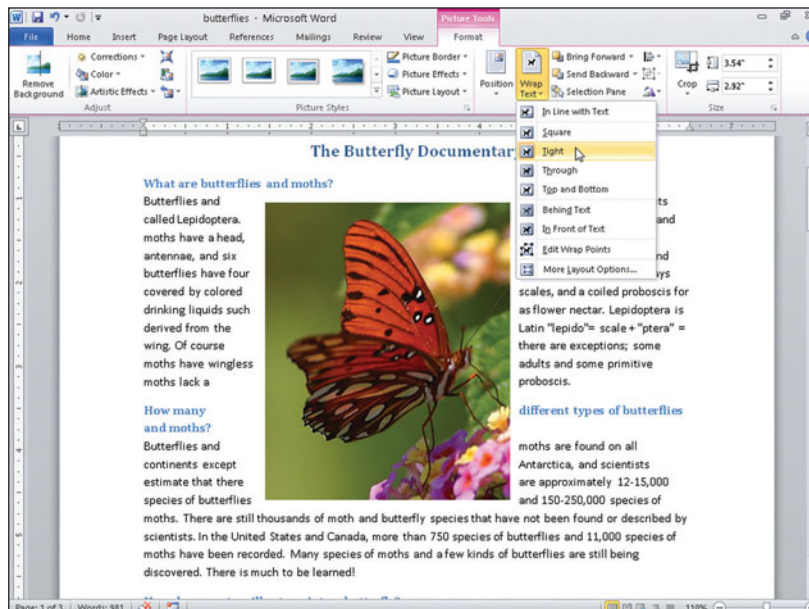 butterflies - Microsoft Word
Picture Tools
File Home Insert Page Layout References Mailings Review View Format
Remove Background
Corrections
Color
Artistic Effects
Adjust
Picture Styles
Picture Border
Picture Effects
Picture Layout
Position
Wrap Text
Bring Forward
Send Backward
Selection Pane
Crop
3.54"
2.92"
Size
In Line with Text
Square
Tight
Through
Top and Bottom
Behind Text
In Front of Text
Edit Wrap Points
More Layout Options...
The Butterfly Documentary
What are butterflies and moths?
Butterflies and
called Lepidoptera. and
moths have a head,
antennae, and six
butterflies have four
covered by colored scales, and a coiled proboscis for
drinking liquids such as flower nectar. Lepidoptera is
derived from the Latin "lepido"= scale + "ptera" =
wing. Of course there are exceptions; some
moths have wingless adults and some primitive
moths lack a proboscis.
How many different types of butterflies
and moths?
Butterflies and moths are found on all
continents except Antarctica, and scientists
estimate that there are approximately 12-15,000
species of butterflies and 150-250,000 species of
moths. There are still thousands of moth and butterfly species that have not been found or described by
scientists. In the United States and Canada, more than 750 species of butterflies and 11,000 species of
moths have been recorded. Many species of moths and a few kinds of butterflies are still being
discovered. There is much to be learned!
Page: 1 of 3 Words: 981 110%